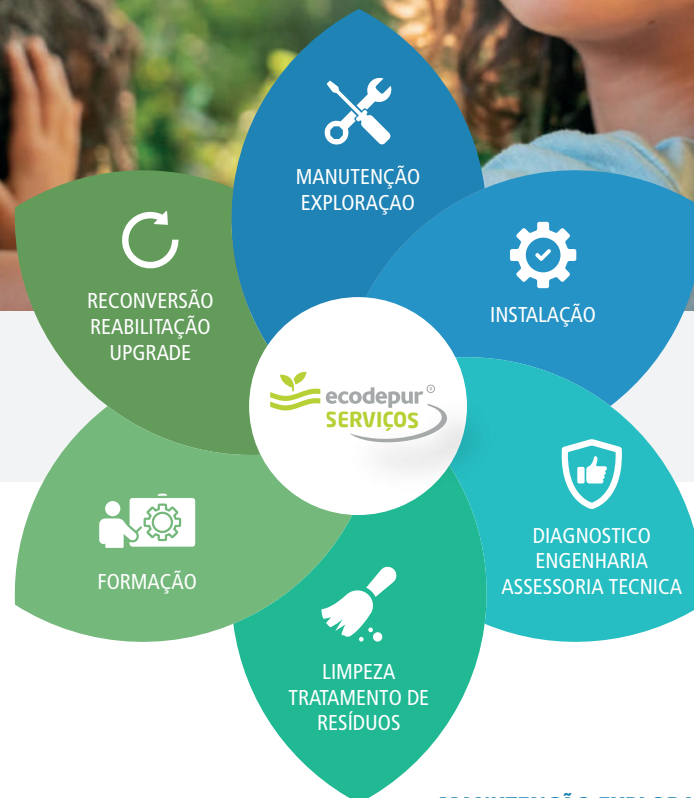 MANUTENÇÃO
EXPLORAÇAO
INSTALAÇÃO
RECONVERSÃO
REABILITAÇÃO
UPGRADE
ecodepur®
SERVIÇOS
DIAGNOSTICO
ENGENHARIA
ASSESSORIA TECNICA
FORMAÇÃO
LIMPEZA
TRATAMENTO DE
RESÍDUOS